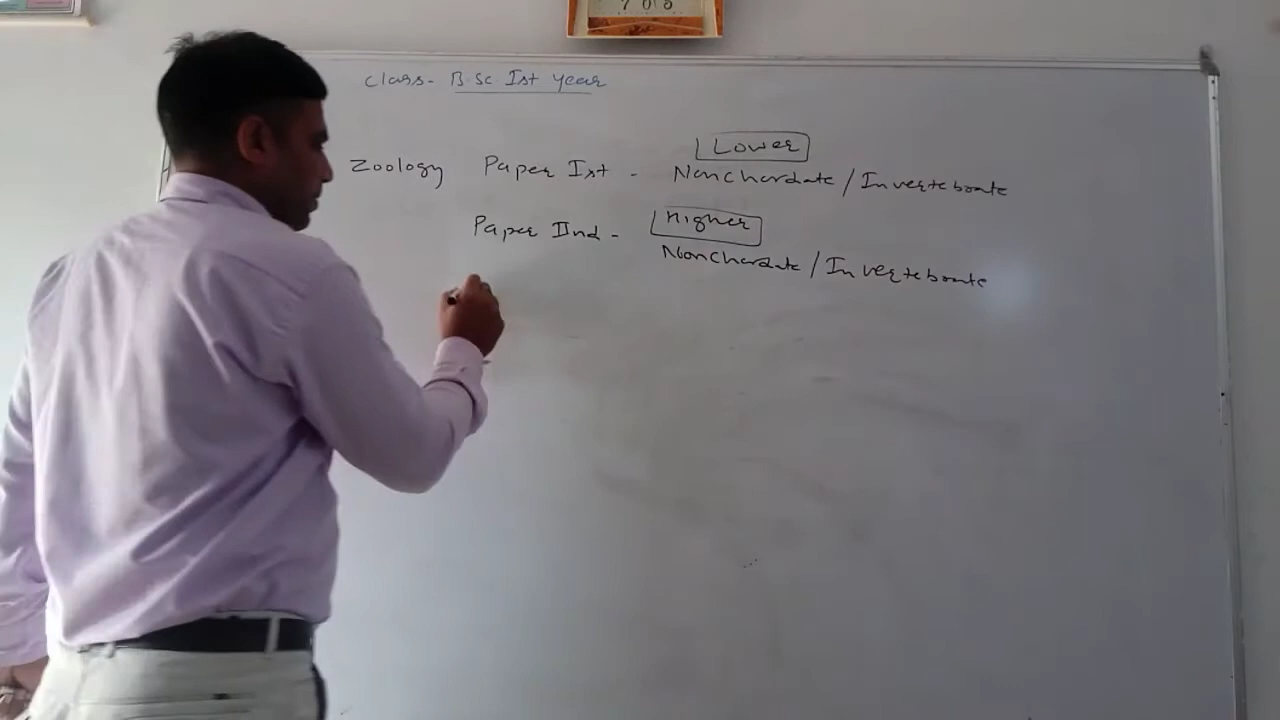 Class- B.Sc. Ist Year
Lower
Zoology Paper Ist - Nonchordate / Invertebrate
Higher
Paper IInd -
Nonchordate / Invertebrate